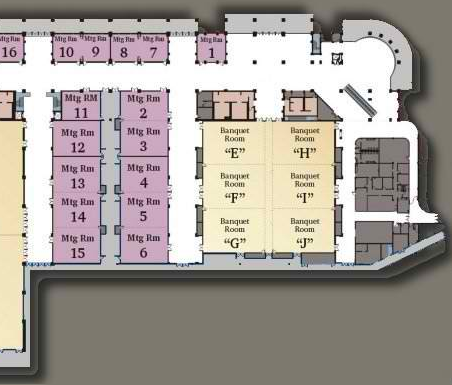 Mtg Rm
16
Mtg Rm
10
Mtg Rm
9
Mtg Rm
8
Mtg Rm
7
Mtg Rm
1
Mtg RM
11
Mtg Rm
2
Mtg Rm
12
Mtg Rm
3
Mtg Rm
13
Mtg Rm
4
Mtg Rm
14
Mtg Rm
5
Mtg Rm
15
Mtg Rm
6
Banquet
Room
“E”
Banquet
Room
“H”
Banquet
Room
“F”
Banquet
Room
“I”
Banquet
Room
“G”
Banquet
Room
“J”